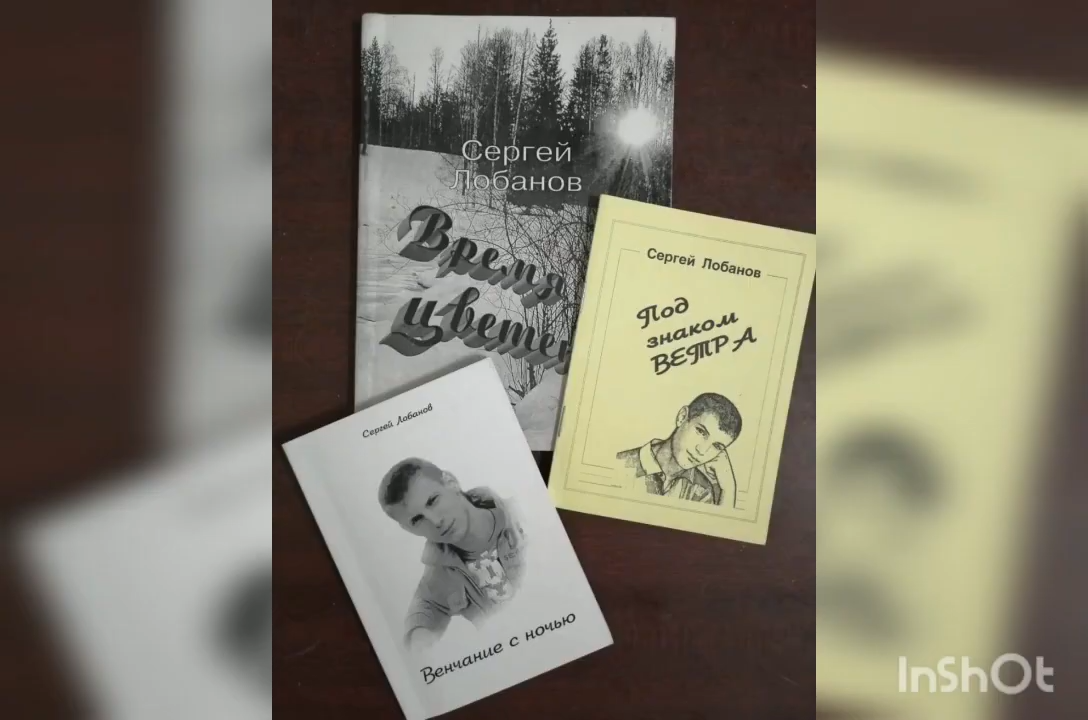 Сергей
Лобанов
Время
Сергей Лобанов
Под
знаком
ВЕТРА
Сергей Лобанов
Венчание с ночью
InShOt